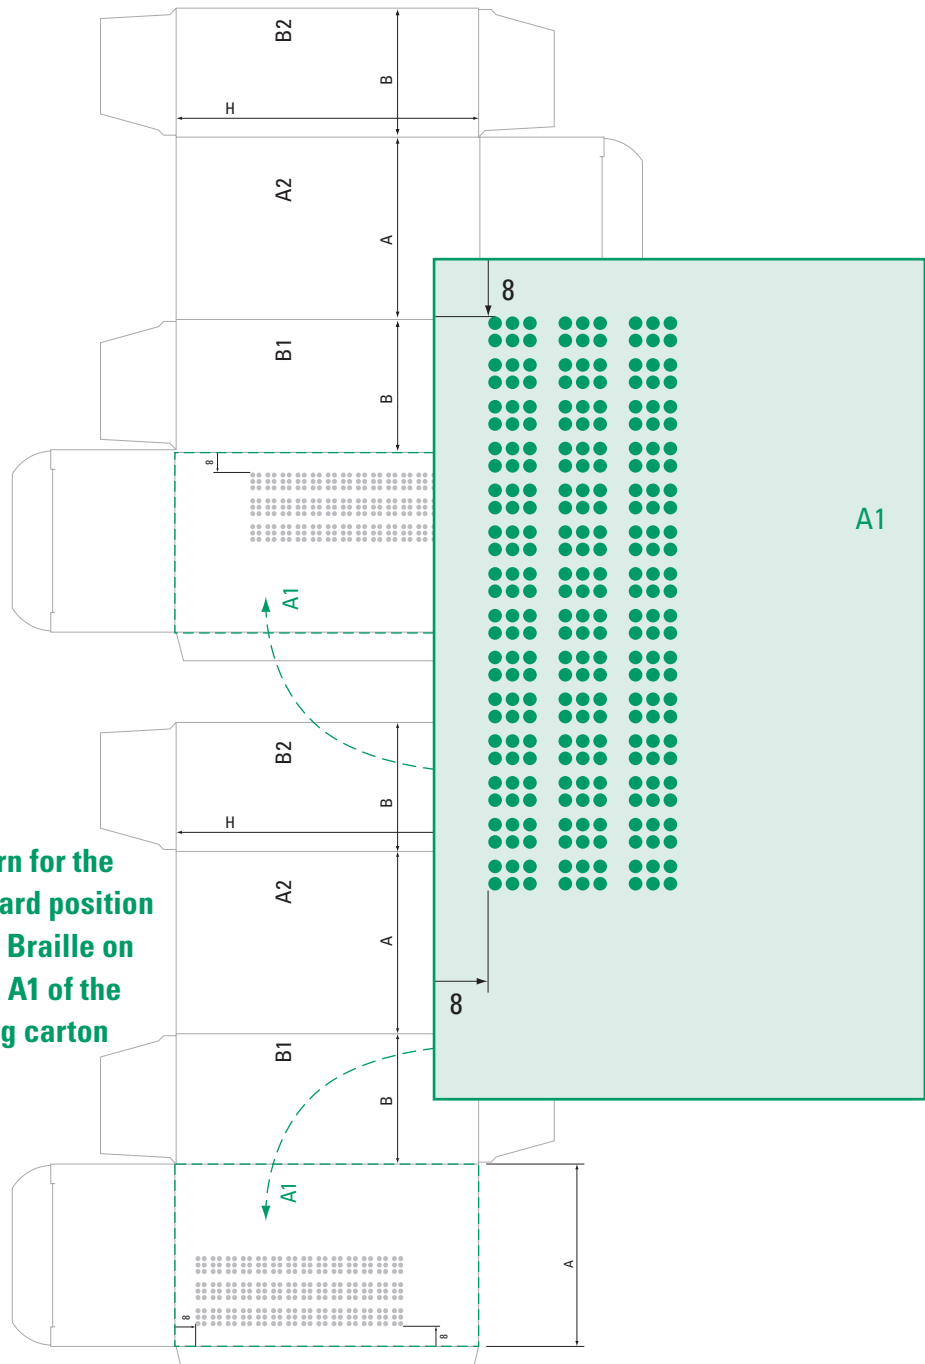 B2
B
H
A2
A
8
B1
B
8
A1
A1
B2
B
H
rn for the
A2
ard position
A
Braille on
A1 of the
8
g carton
B1
B
A1
A
8
8